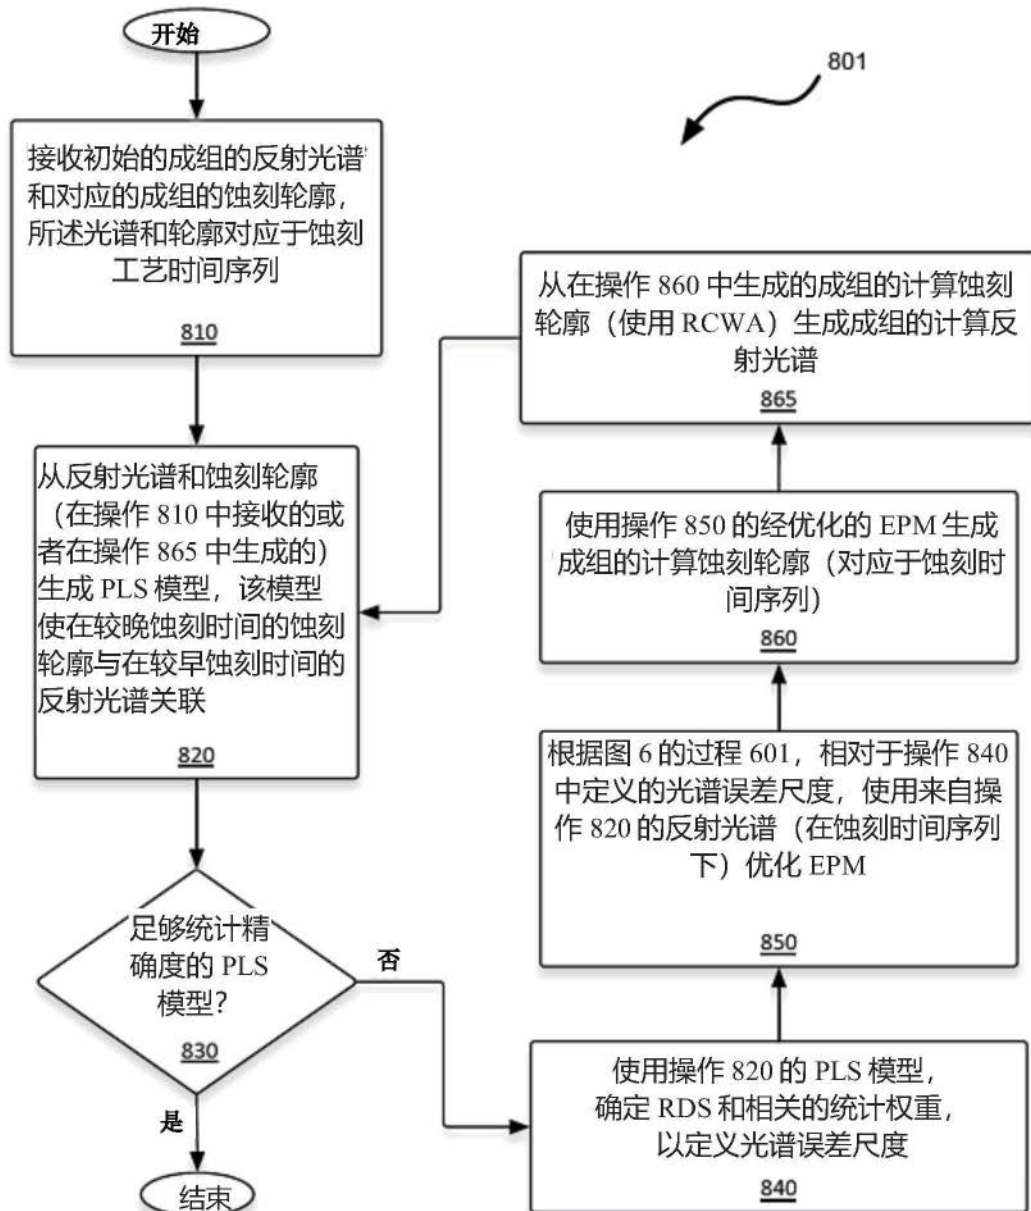 开始
801
接收初始的成组的反射光谱
和对应的成组的蚀刻轮廓，
所述光谱和轮廓对应于蚀刻
工艺时间序列
810
从反射光谱和蚀刻轮廓
（在操作 810 中接收的或
者在操作 865 中生成的）
生成 PLS 模型，该模型
使在较晚蚀刻时间的蚀刻
轮廓与在较早蚀刻时间的
反射光谱关联
820
足够统计精
确度的 PLS
模型？
830
否
是
结束
使用操作 820 的 PLS 模型，
确定 RDS 和相关的统计权重，
以定义光谱误差尺度
840
根据图 6 的过程 601，相对于操作 840
中定义的光谱误差尺度，使用来自操
作 820 的反射光谱（在蚀刻时间序列
下）优化 EPM
850
使用操作 850 的经优化的 EPM 生成
成组的计算蚀刻轮廓（对应于蚀刻时
间序列）
860
从在操作 860 中生成的成组的计算蚀刻
轮廓（使用 RCWA）生成成组的计算反
射光谱
865